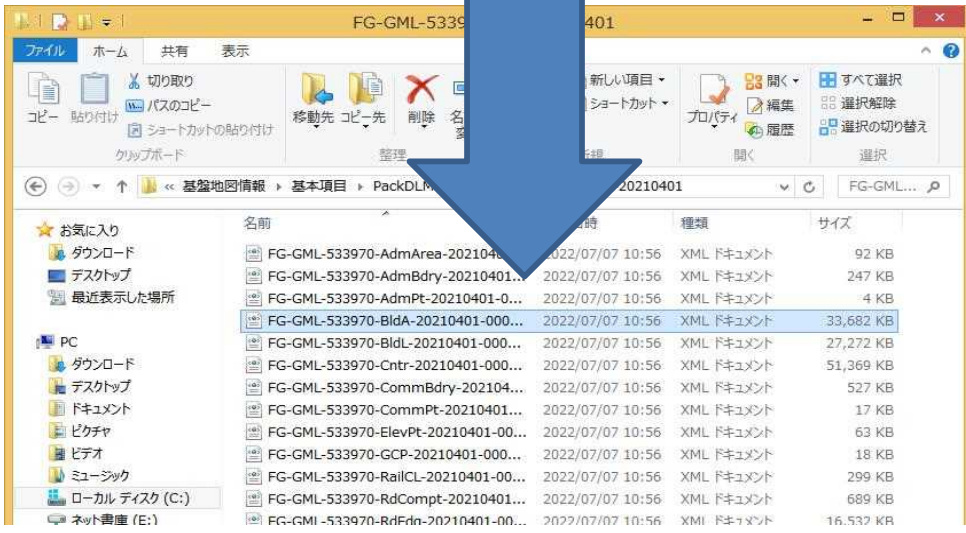 FG-GML-5339 401
ファイル ホーム 共有 表示
コピー 貼り付け 切り取り パスのコピー ショートカットの貼り付け
移動先 コピー先 削除
新しい項目 ショートカット
プロパティ 開く 編集 履歴
すべて選択 選択解除 選択の切り替え
クリップボード 整理 開く 選択
« 基盤地図情報 基本項目 PackDLM 20210401 FG-GML...
名前 種類 サイズ
FG-GML-533970-AdmArea-202104 2022/07/07 10:56 XML ドキュメント 92 KB
FG-GML-533970-AdmBdry-20210401... 2022/07/07 10:56 XML ドキュメント 247 KB
FG-GML-533970-AdmPt-20210401-0... 2022/07/07 10:56 XML ドキュメント 4 KB
FG-GML-533970-BldA-20210401-000... 2022/07/07 10:56 XML ドキュメント 33,682 KB
FG-GML-533970-BldL-20210401-000... 2022/07/07 10:56 XML ドキュメント 27,272 KB
FG-GML-533970-Cntr-20210401-000... 2022/07/07 10:56 XML ドキュメント 51,369 KB
FG-GML-533970-CommBdry-202104... 2022/07/07 10:56 XML ドキュメント 527 KB
FG-GML-533970-CommPt-20210401... 2022/07/07 10:56 XML ドキュメント 17 KB
FG-GML-533970-ElevPt-20210401-00... 2022/07/07 10:56 XML ドキュメント 63 KB
FG-GML-533970-GCP-20210401-000... 2022/07/07 10:56 XML ドキュメント 18 KB
FG-GML-533970-RailCL-20210401-00... 2022/07/07 10:56 XML ドキュメント 299 KB
FG-GML-533970-RdCompt-20210401... 2022/07/07 10:56 XML ドキュメント 689 KB
FG-GML-533970-RdEdg-20210401-00... 2022/07/07 10:56 XML ドキュメント 16,532 KB
お気に入り
ダウンロード
デスクトップ
最近表示した場所
PC
ダウンロード
デスクトップ
ドキュメント
ピクチャ
ビデオ
ミュージック
ローカル ディスク (C:)
ネット書庫 (E:)